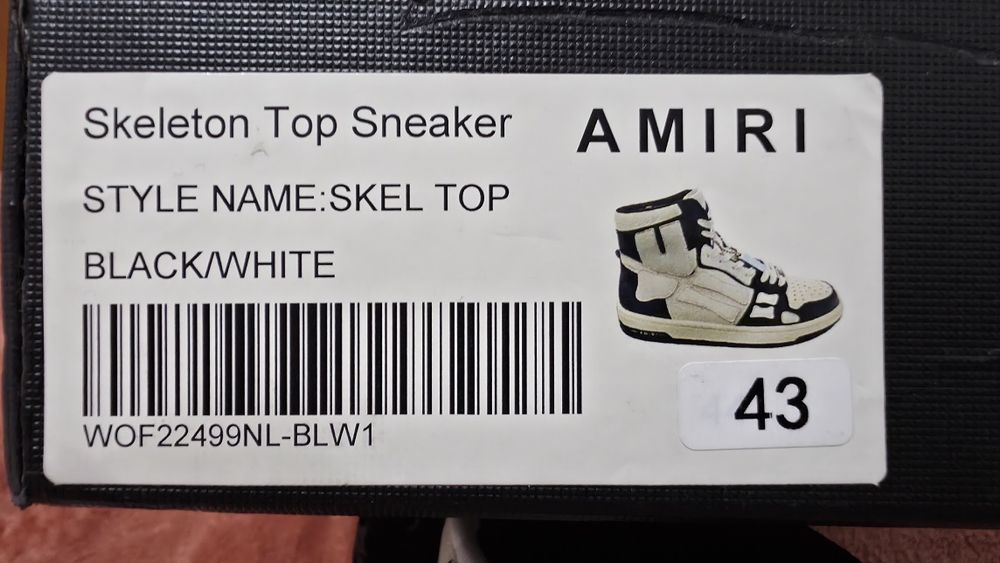 Skeleton Top Sneaker
AMIRI
STYLE NAME:SKEL TOP
BLACK/WHITE
WOF22499NL-BLW1
43